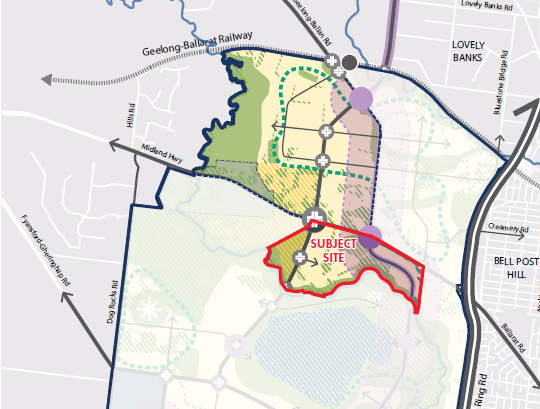 Lovely Banks Rd
Geelong-Ballan Rd
Geelong-Ballarat Railway
LOVELY
BANKS
Bluestone Bridge Rd
Hills Rd
Midland Hwy
Fyansford-Gheringhap Rd
Creamery Rd
SUBJECT
SITE
BELL POST
HILL
Dog Rocks Rd
Ballarat Rd
Ring Rd